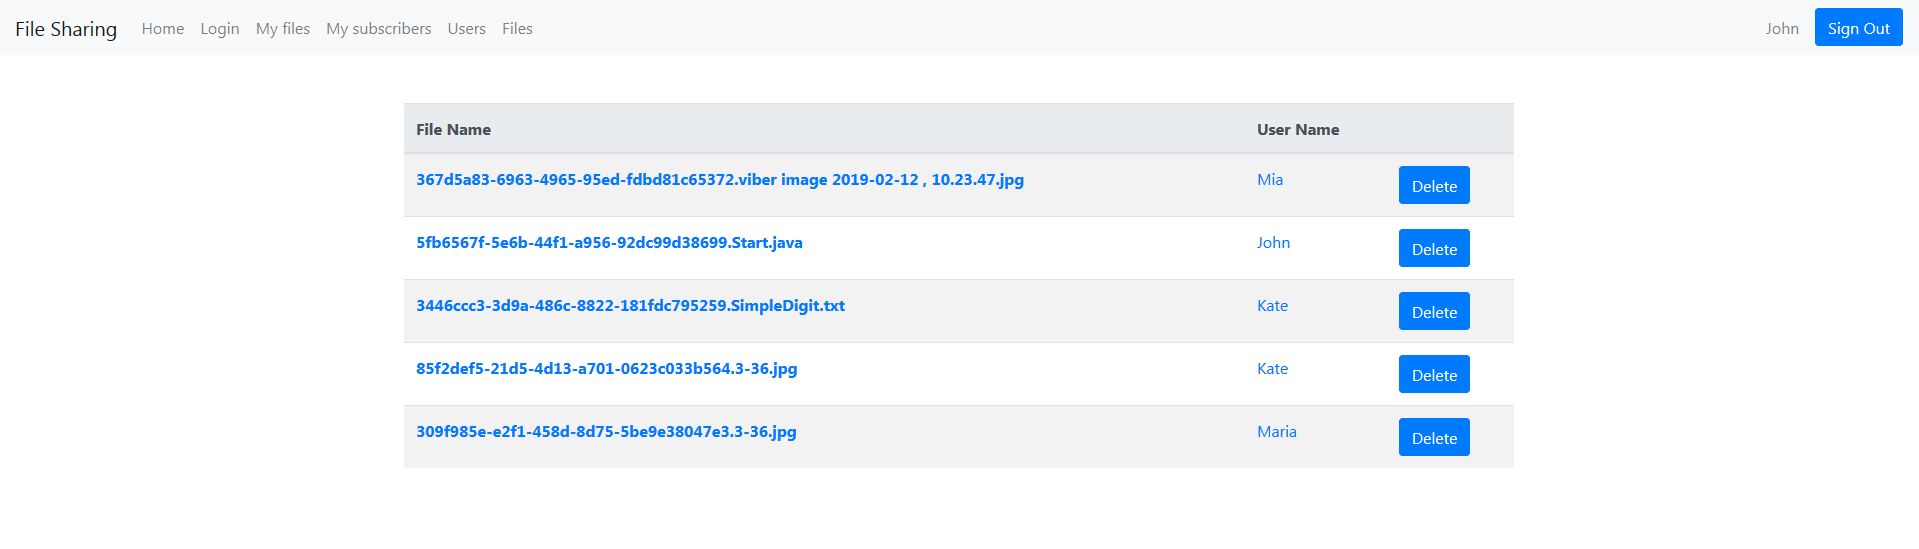 File Sharing Home Login My files My subscribers Users Files John Sign Out
File Name User Name
367d5a83-6963-4965-95ed-fdbd81c65372.viber image 2019-02-12 , 10.23.47.jpg Mia Delete
5fb6567f-5e6b-44f1-a956-92dc99d38699.Start.java John Delete
3446ccc3-3d9a-486c-8822-181fdc795259.SimpleDigit.txt Kate Delete
85f2def5-21d5-4d13-a701-0623c033b564.3-36.jpg Kate Delete
309f985e-e2f1-458d-8d75-5be9e38047e3.3-36.jpg Maria Delete